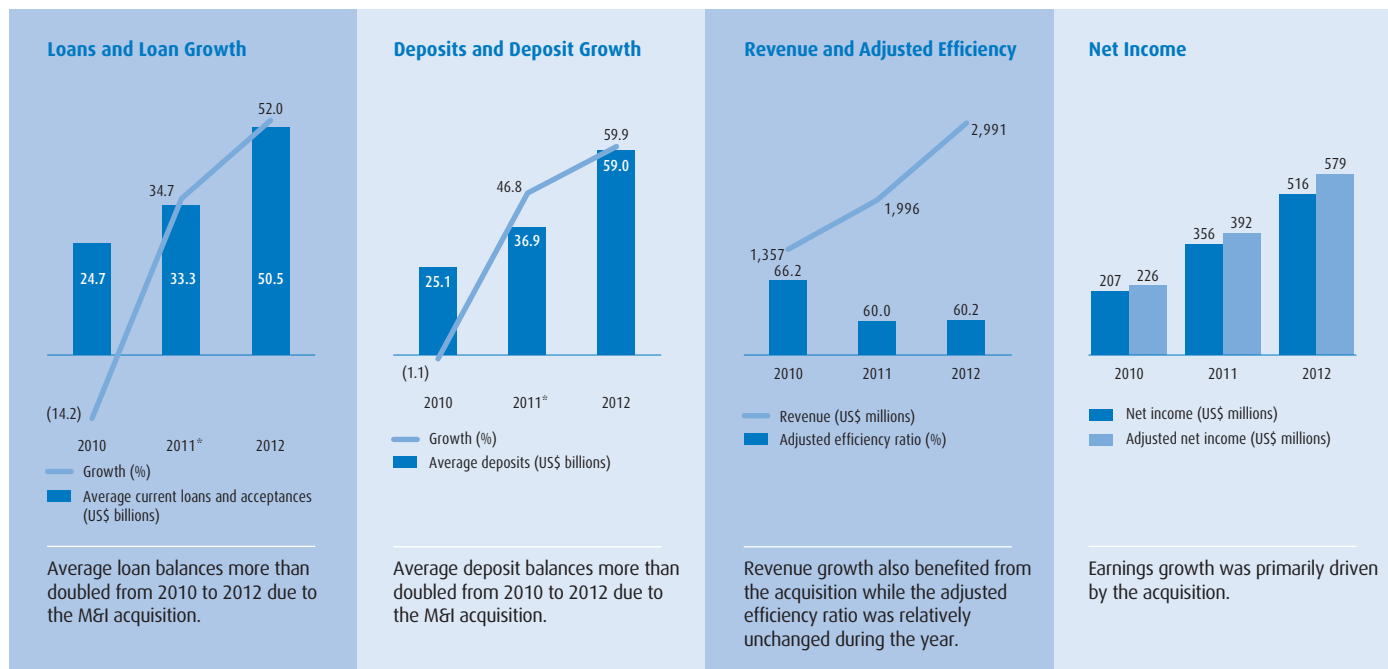 Loans and Loan Growth
52.0
34.7
24.7
33.3
50.5
(14.2)
2010
2011*
2012
Growth (%)
Average current loans and acceptances
(US$ billions)
Average loan balances more than
doubled from 2010 to 2012 due to
the M&I acquisition.
Deposits and Deposit Growth
59.9
59.0
46.8
36.9
25.1
(1.1)
2010
2011*
2012
Growth (%)
Average deposits (US$ billions)
Average deposit balances more than
doubled from 2010 to 2012 due to
the M&I acquisition.
Revenue and Adjusted Efficiency
2,991
1,996
1,357
66.2
60.0
60.2
2010
2011
2012
Revenue (US$ millions)
Adjusted efficiency ratio (%)
Revenue growth also benefited from
the acquisition while the adjusted
efficiency ratio was relatively
unchanged during the year.
Net Income
579
516
392
356
226
207
2010
2011
2012
Net income (US$ millions)
Adjusted net income (US$ millions)
Earnings growth was primarily driven
by the acquisition.